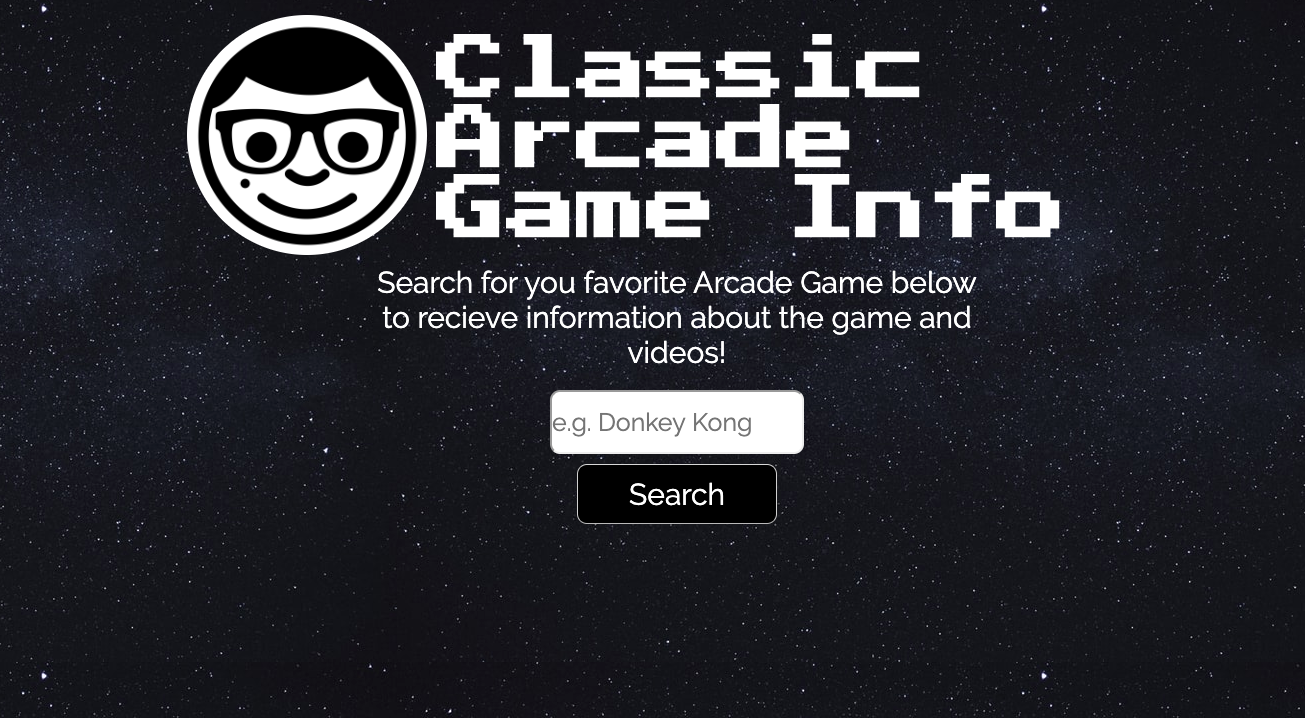 Classic
Arcade
Game Info
Search for you favorite Arcade Game below
to recieve information about the game and
videos!
e.g. Donkey Kong
Search